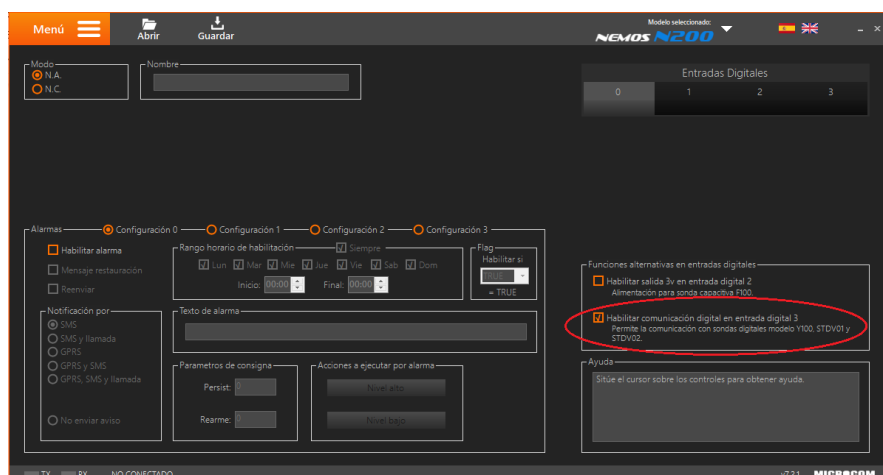 Menú
Abrir
Guardar
Modelo seleccionado:
NEMOS N200
Modo
N.A.
N.C.
Nombre
Entradas Digitales
0 1 2 3
Alarmas
Configuración 0 Configuración 1 Configuración 2 Configuración 3
Habilitar alarma
Mensaje restauración
Reenviar
Rango horario de habilitación
Siempre
Lun Mar Mie Jue Vie Sab Dom
Inicio: 00:00 Final: 00:00
Flag
Habilitar si
TRUE
= TRUE
Notificación por
SMS
SMS y llamada
GPRS
GPRS y SMS
GPRS, SMS y llamada
No enviar aviso
Texto de alarma
Parametros de consigna
Persist: 0
Rearme: 0
Acciones a ejecutar por alarma
Nivel alto
Nivel bajo
Funciones alternativas en entradas digitales
Habilitar salida 3v en entrada digital 2
Alimentación para sonda capacitiva F100.
Habilitar comunicación digital en entrada digital 3
Permite la comunicación con sondas digitales modelo Y100, STDV01 y
STDV02.
Ayuda
Sitúe el cursor sobre los controles para obtener ayuda.
TX RX NO CONECTADO
v7.2.1 MICROCOM